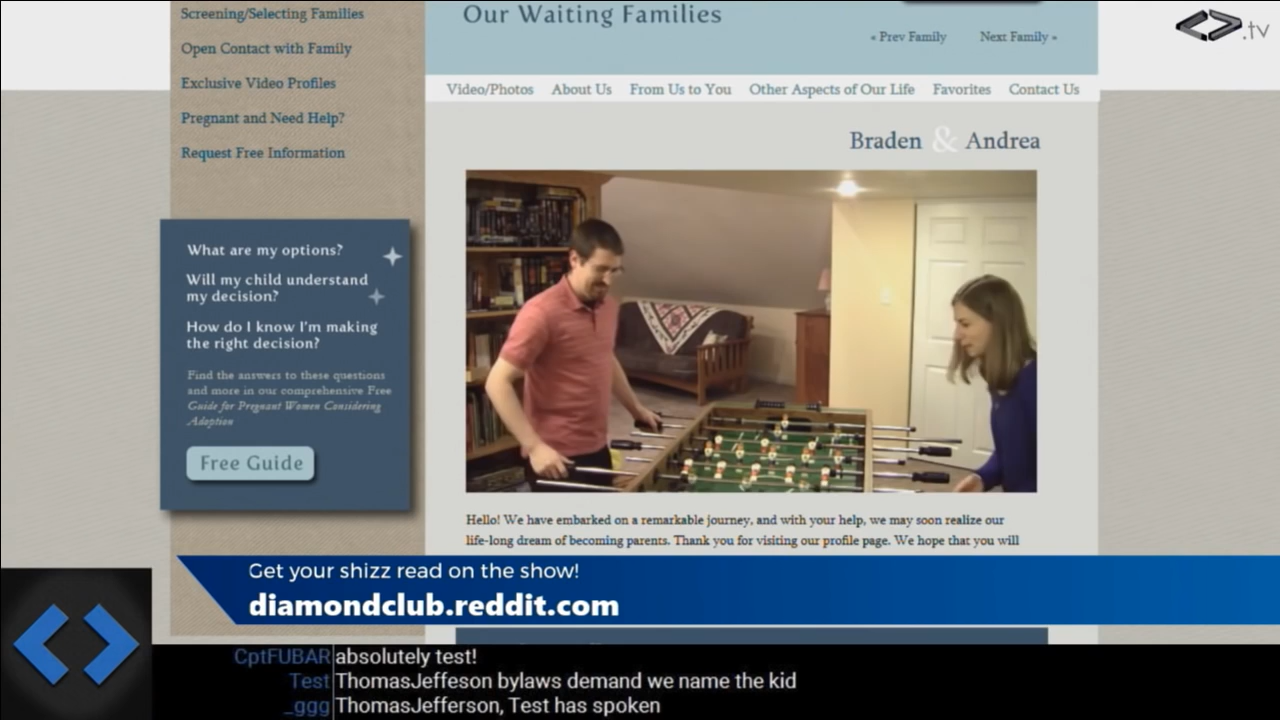 Screening/Selecting Families
Open Contact with Family
Exclusive Video Profiles
Pregnant and Need Help?
Request Free Information
Our Waiting Families
« Prev Family
Next Family »
.tv
Video/Photos About Us From Us to You Other Aspects of Our Life Favorites Contact Us
Braden & Andrea
What are my options?
Will my child understand
my decision?
How do I know I'm making
the right decision?
Find the answers to these questions
and more in our comprehensive Free
Guide for Pregnant Women Considering
Adoption
Free Guide
Hello! We have embarked on a remarkable journey, and with your help, we may soon realize our
life-long dream of becoming parents. Thank you for visiting our profile page. We hope that you will
Get your shizz read on the show!
diamondclub.reddit.com
CptFUBAR absolutely test!
Test ThomasJeffeson bylaws demand we name the kid
_ggg ThomasJefferson, Test has spoken